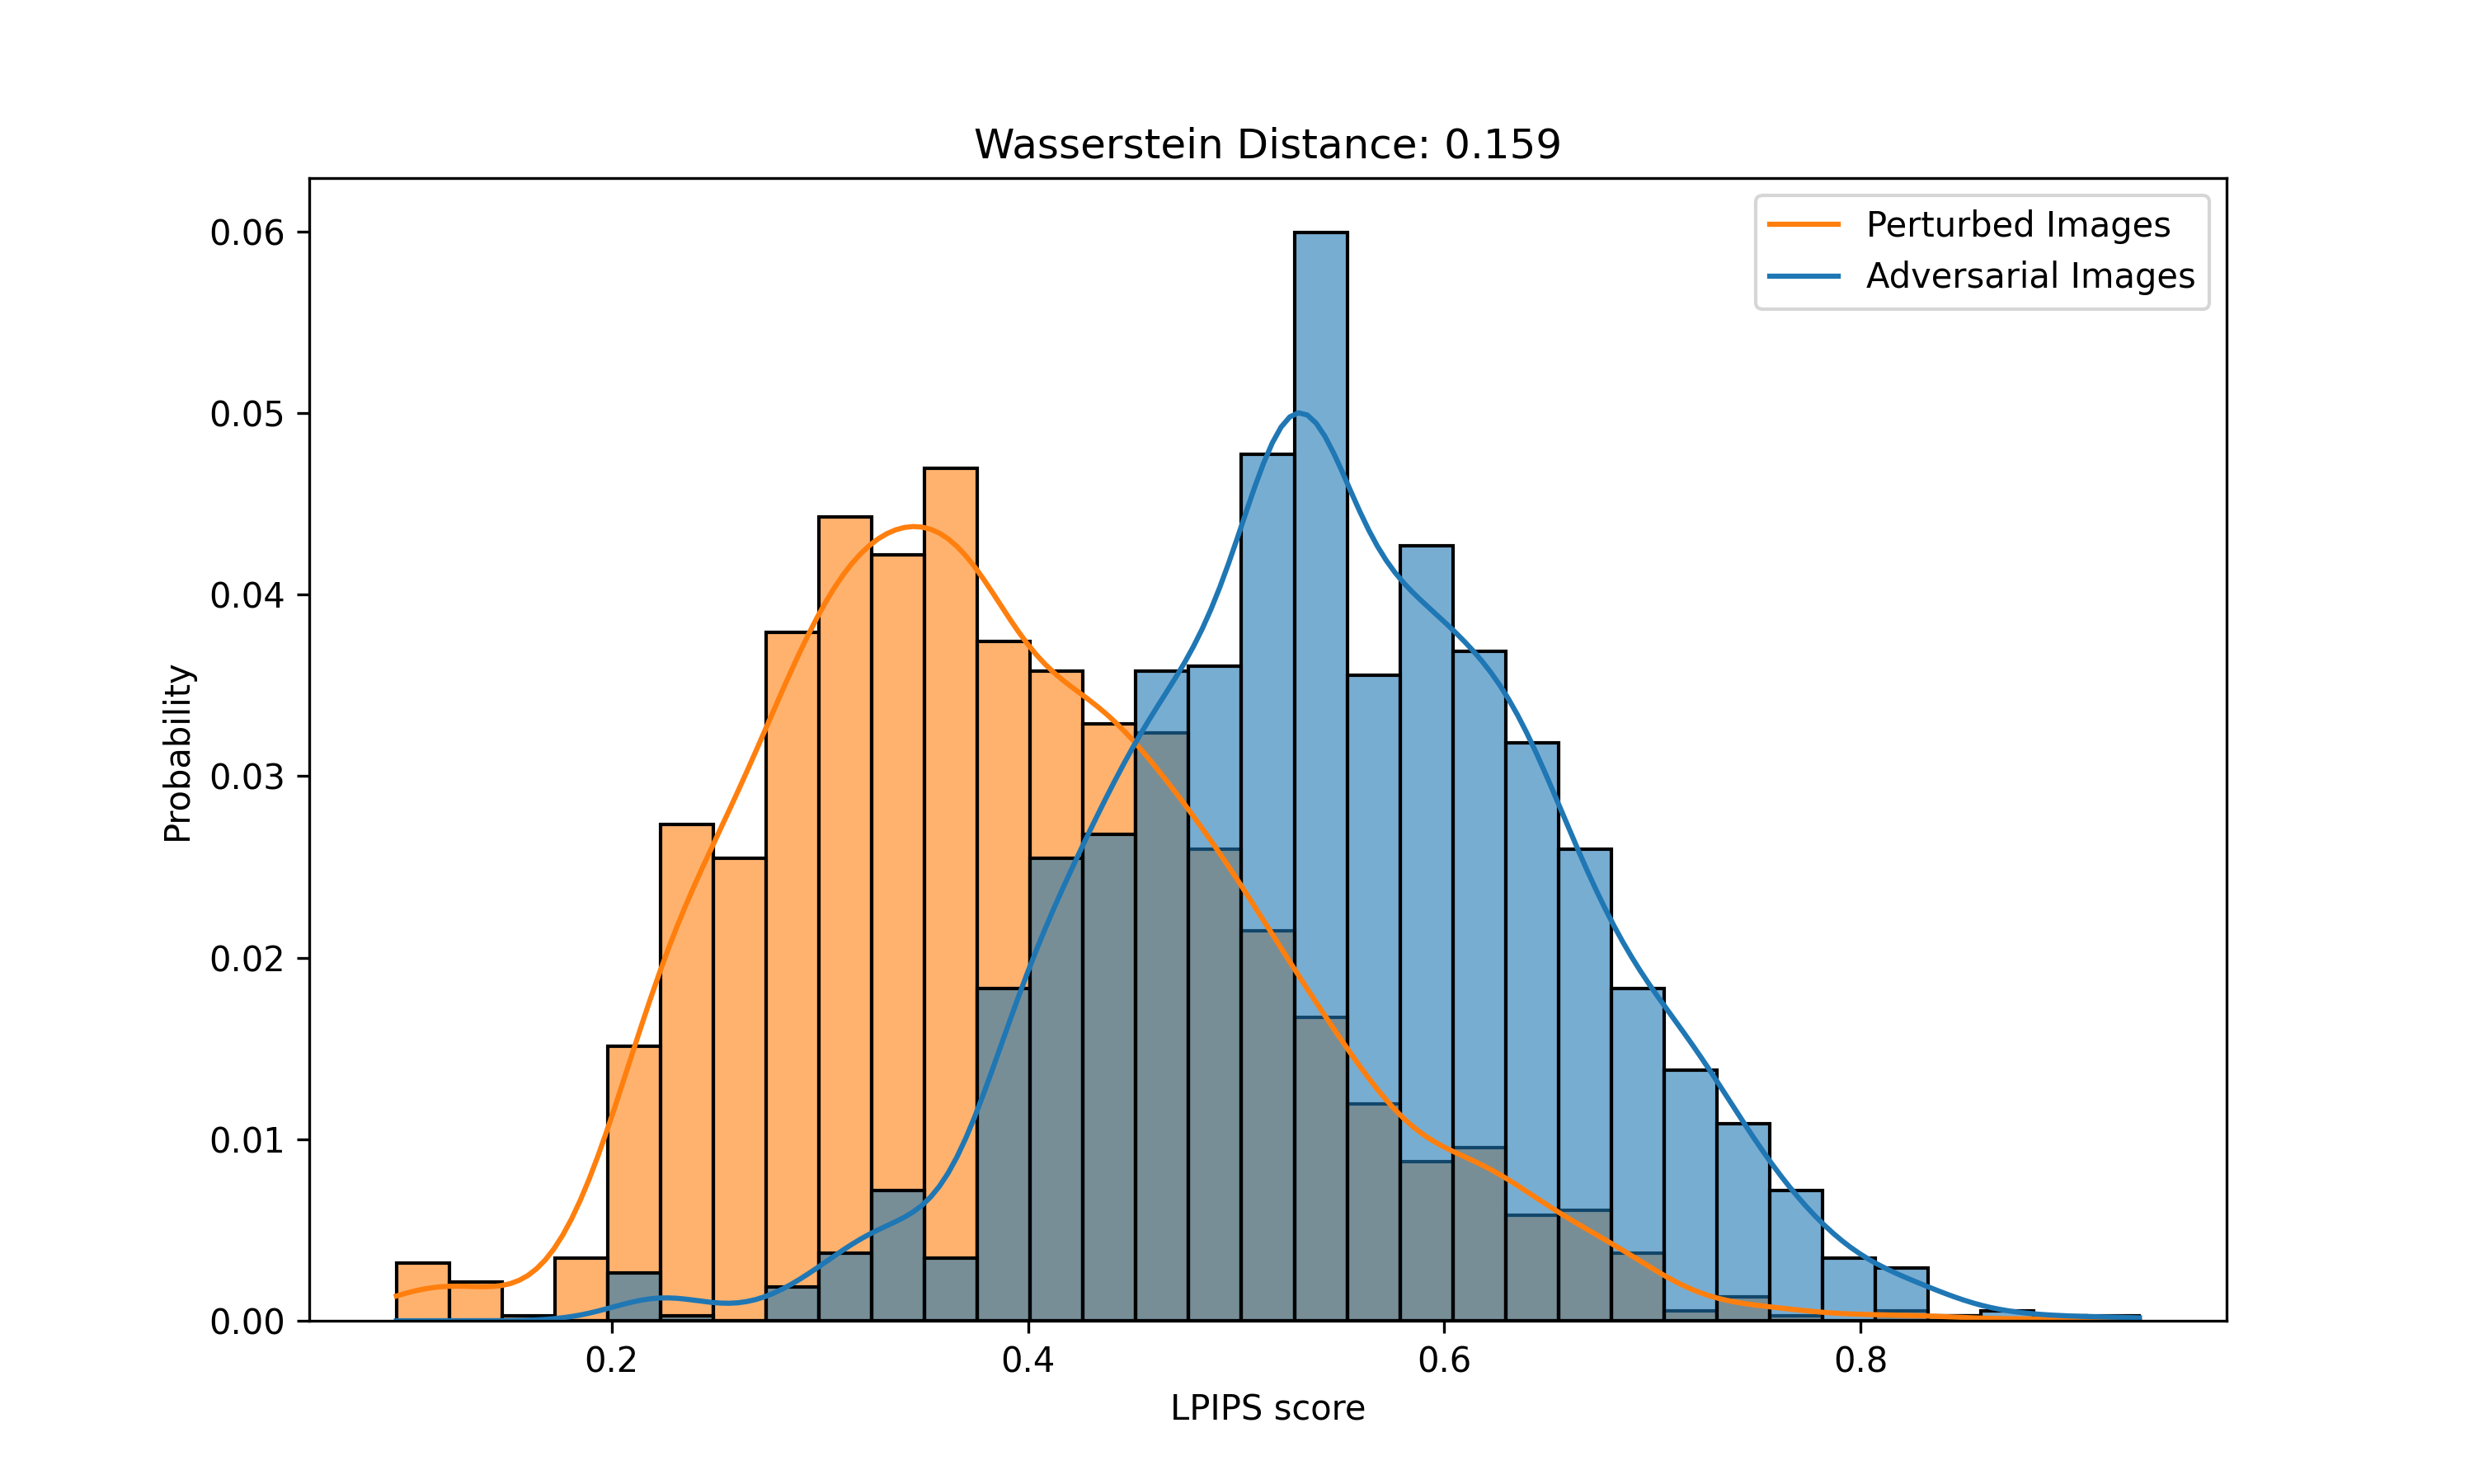 Wasserstein Distance: 0.159
Perturbed Images
Adversarial Images
0.06
0.05
0.04
0.03
0.02
0.01
0.00
Probability
0.2
0.4
0.6
0.8
LPIPS score